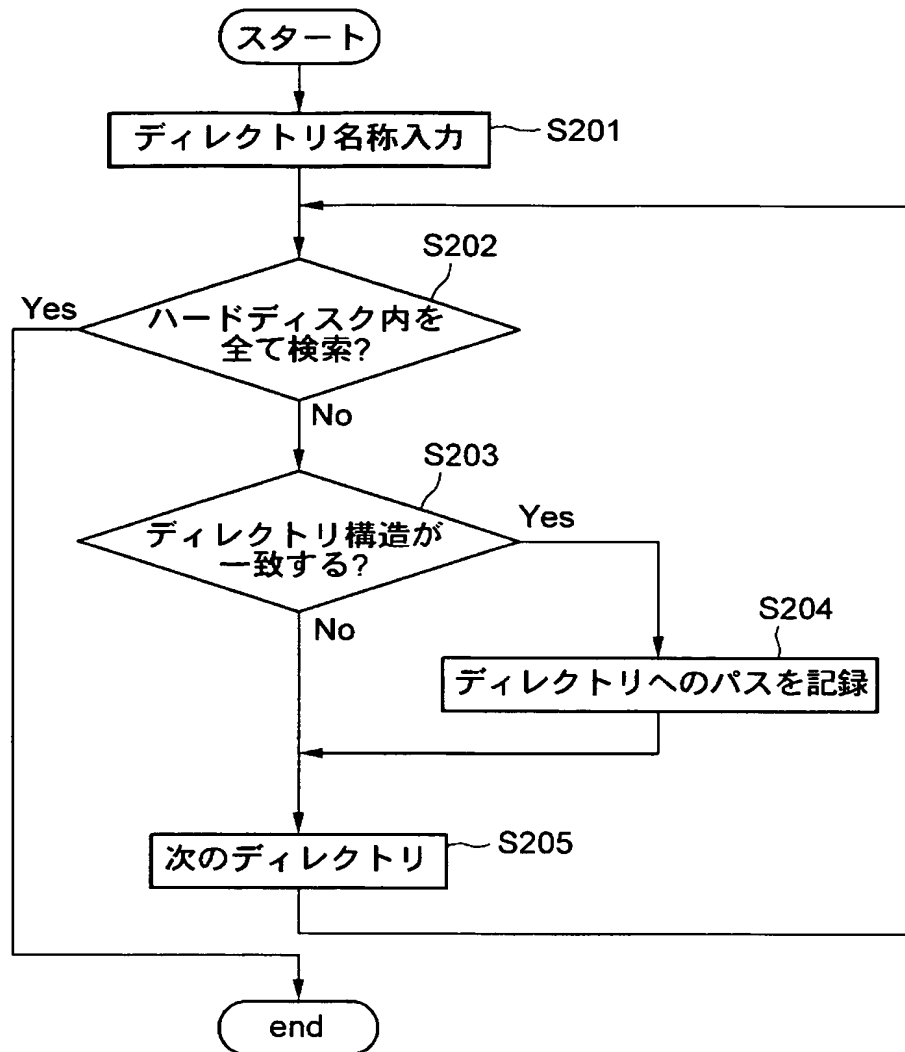 スタート
ディレクトリ名称入力
S201
S202
Yes
ハードディスク内を
全て検索?
No
S203
ディレクトリ構造が
一致する?
Yes
No
S204
ディレクトリへのパスを記録
次のディレクトリ
S205
end